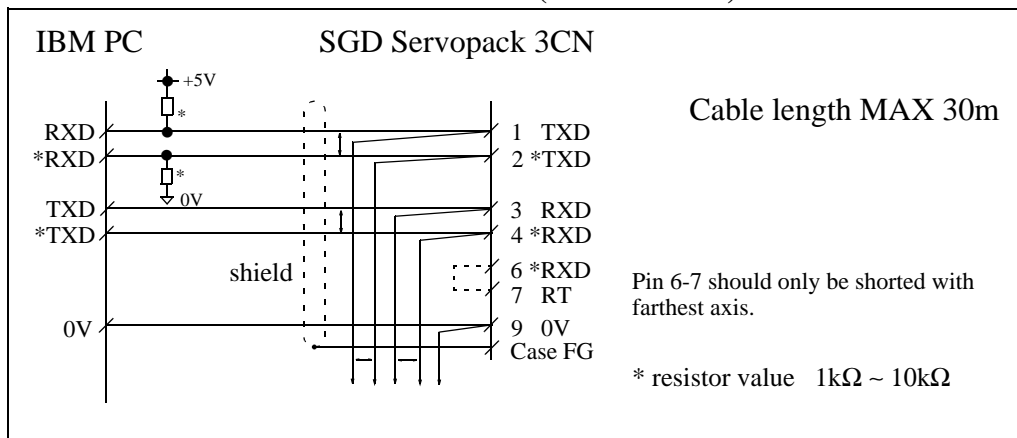 IBM PC
SGD Servopack 3CN
+5V
*
Cable length MAX 30m
RXD
1 TXD
*RXD
2 *TXD
*
0V
TXD
3 RXD
*TXD
4 *RXD
shield
6 *RXD
7 RT
Pin 6-7 should only be shorted with
farthest axis.
0V
9 0V
Case FG
* resistor value 1kΩ ~ 10kΩ